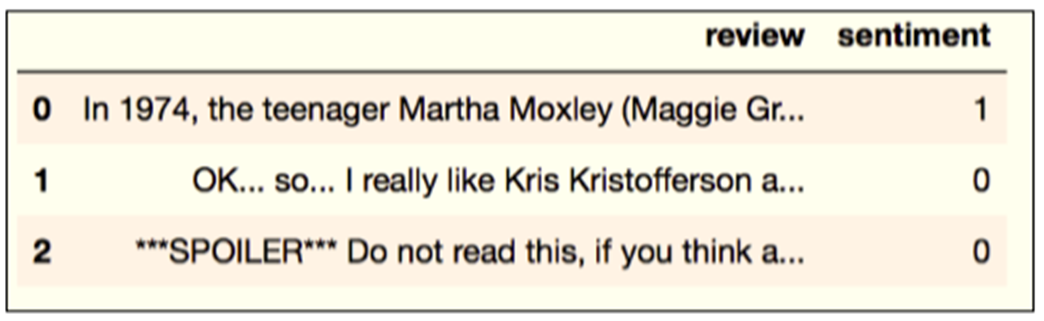 review sentiment
0 In 1974, the teenager Martha Moxley (Maggie Gr... 1
1 OK... so... I really like Kris Kristofferson a... 0
2 ***SPOILER*** Do not read this, if you think a... 0